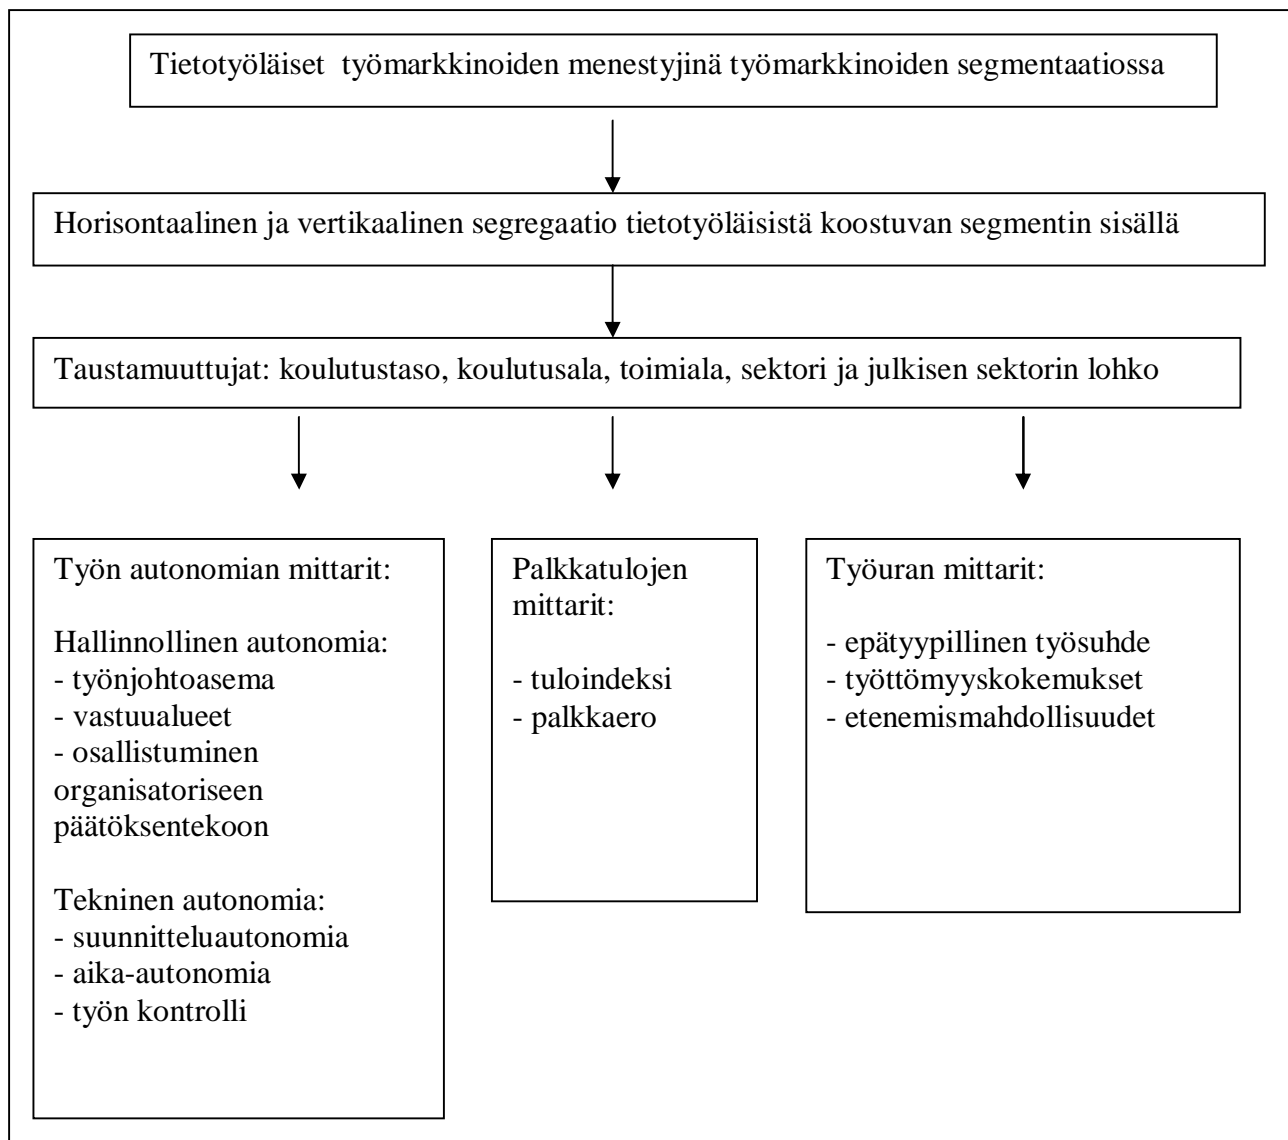 Tietotyöläiset  työmarkkinoiden menestyjinä työmarkkinoiden segmentaatiossa
Horisontaalinen ja vertikaalinen segregaatio tietotyöläisistä koostuvan segmentin sisällä
Taustamuuttujat: koulutustaso, koulutusala, toimiala, sektori ja julkisen sektorin lohko
Työn autonomian mittarit:
Hallinnollinen autonomia:
- työnjohtoasema
- vastuualueet
- osallistuminen
organisatoriseen
päätöksentekoon
Tekninen autonomia:
- suunnitteluautonomia
- aika-autonomia
- työn kontrolli
Palkkatulojen
mittarit:
- tuloindeksi
- palkkaero
Työuran mittarit:
- epätyypillinen työsuhde
- työttömyyskokemukset
- etenemismahdollisuudet